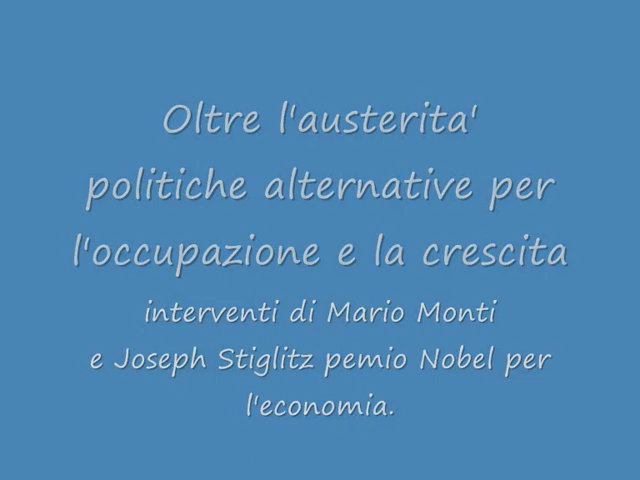 Oltre l'austerita'
politiche alternative per
l'occupazione e la crescita
interventi di Mario Monti
e Joseph Stiglitz pemio Nobel per
l'economia.